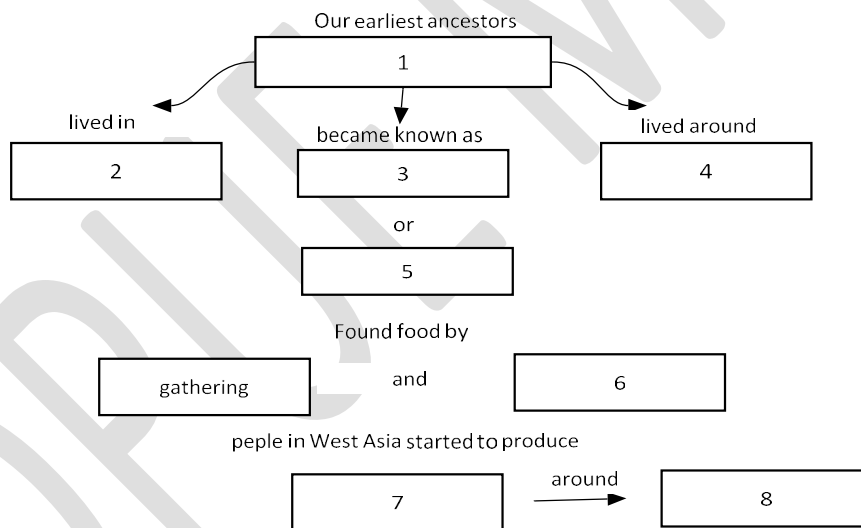 Our earliest ancestors
1
lived in
became known as
lived around
2
3
4
or
5
Found food by
gathering
and
6
peple in West Asia started to produce
7
around
8